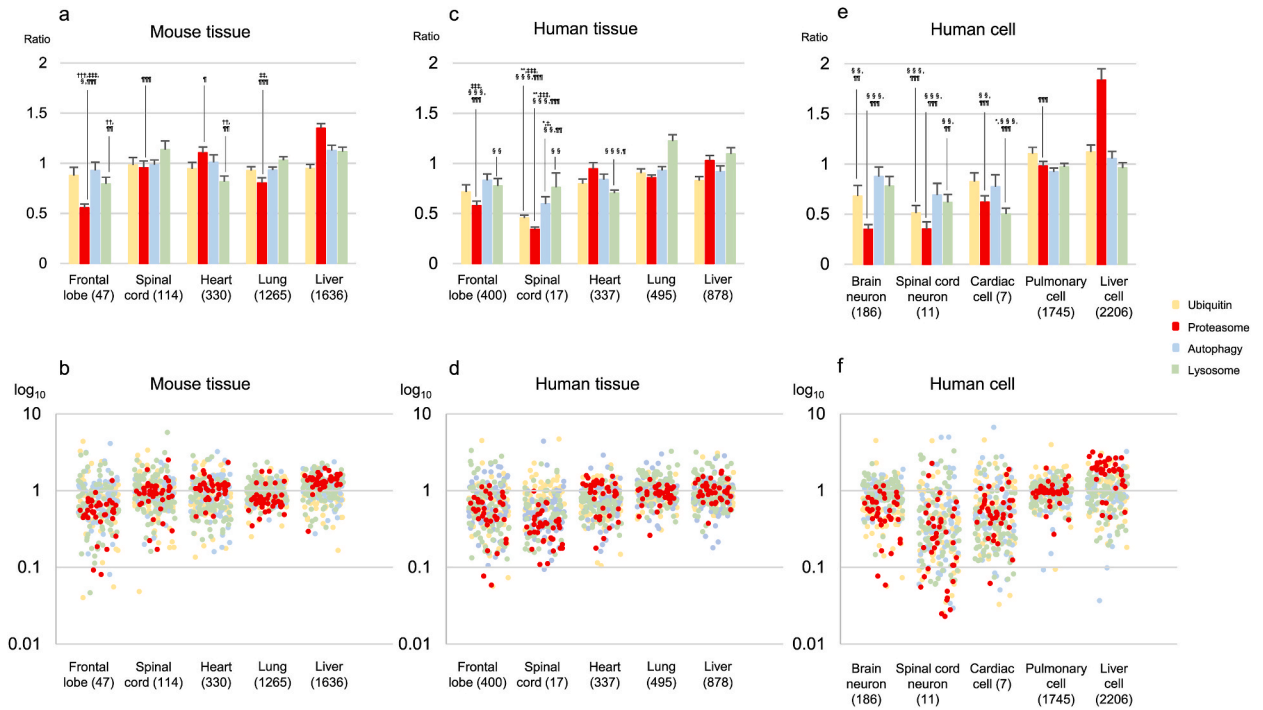 a
Mouse tissue
Ratio
2
1.5
1
0.5
0
†††,‡‡‡,
§,¶¶¶
††,
¶¶
¶¶¶
¶
††,
¶¶
‡‡,
¶¶¶
Frontal
lobe (47)
Spinal
cord (114)
Heart
(330)
Lung
(1265)
Liver
(1636)
c
Human tissue
Ratio
2
1.5
1
0.5
0
‡‡‡,
§§§,
¶¶¶
§§
§§§,¶¶¶
§§§,¶¶¶
§§,¶¶
§§
§§§,¶
Frontal
lobe (400)
Spinal
cord (17)
Heart
(337)
Lung
(495)
Liver
(878)
e
Human cell
Ratio
2
1.5
1
0.5
0
§§,
¶¶
§§§,
¶¶¶
§§§,
¶¶¶
§§§,
¶¶¶
§§,
¶¶
§§,
¶¶¶
*,§§§,
¶¶¶
¶¶¶
Brain
neuron
(186)
Spinal cord
neuron
(11)
Cardiac
cell (7)
Pulmonary
cell
(1745)
Liver
cell
(2206)
Ubiquitin
Proteasome
Autophagy
Lysosome
b
Mouse tissue
log10
10
1
0.1
0.01
Frontal
lobe (47)
Spinal
cord (114)
Heart
(330)
Lung
(1265)
Liver
(1636)
d
Human tissue
log10
10
1
0.1
0.01
Frontal
lobe (400)
Spinal
cord (17)
Heart
(337)
Lung
(495)
Liver
(878)
f
Human cell
log10
10
1
0.1
0.01
Brain
neuron
(186)
Spinal cord
neuron
(11)
Cardiac
cell (7)
Pulmonary
cell
(1745)
Liver
cell
(2206)